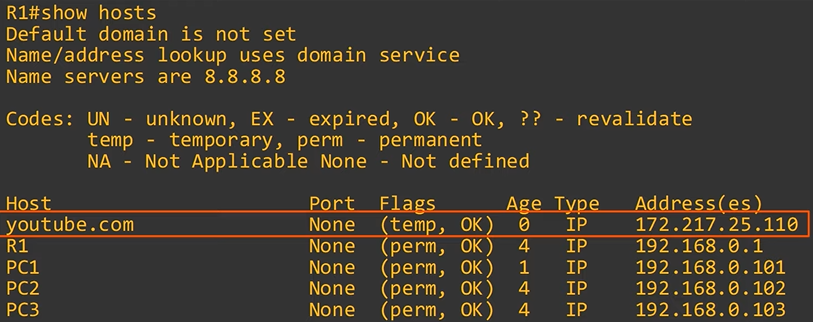 R1#show hosts
Default domain is not set
Name/address lookup uses domain service
Name servers are 8.8.8.8

Codes: UN - unknown, EX - expired, OK - OK, ?? - revalidate
       temp - temporary, perm - permanent
       NA - Not Applicable None - Not defined

Host                      Port  Flags      Age Type   Address(es)
youtube.com               None  (temp, OK)  0   IP    172.217.25.110
R1                        None  (perm, OK)  4   IP    192.168.0.1
PC1                       None  (perm, OK)  1   IP    192.168.0.101
PC2                       None  (perm, OK)  4   IP    192.168.0.102
PC3                       None  (perm, OK)  4   IP    192.168.0.103